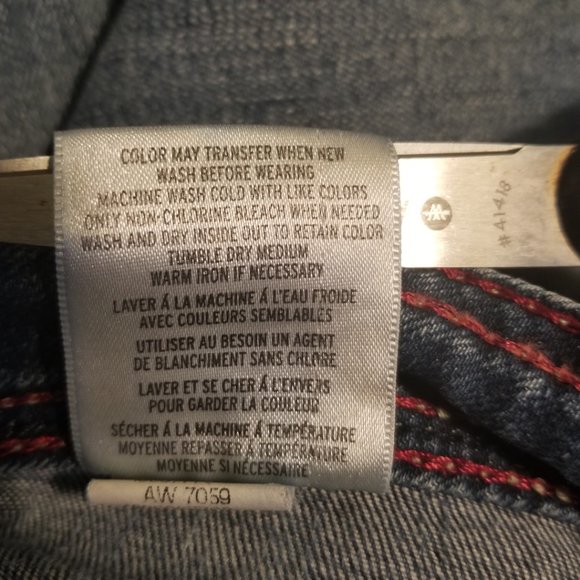 COLOR MAY TRANSFER WHEN NEW
WASH BEFORE WEARING
MACHINE WASH COLD WITH LIKE COLORS
ONLY NON-CHLORINE BLEACH WHEN NEEDED
WASH AND DRY INSIDE OUT TO RETAIN COLOR
TUMBLE DRY MEDIUM
WARM IRON IF NECESSARY
LAVER Á LA MACHINE Á L'EAU FROIDE
AVEC COULEURS SEMBLABLES
UTILISER AU BESOIN UN AGENT
DE BLANCHIMENT SANS CHLORE
LAVER ET SE CHER Á L'ENVERS
POUR GARDER LA COULEUR
SÉCHER Á LA MACHINE Á TEMPÉRATURE
MOYENNE REPASSER Á TEMPÉRATURE
MOYENNE SI NÉCESSAIRE
AW 7059
#414/8